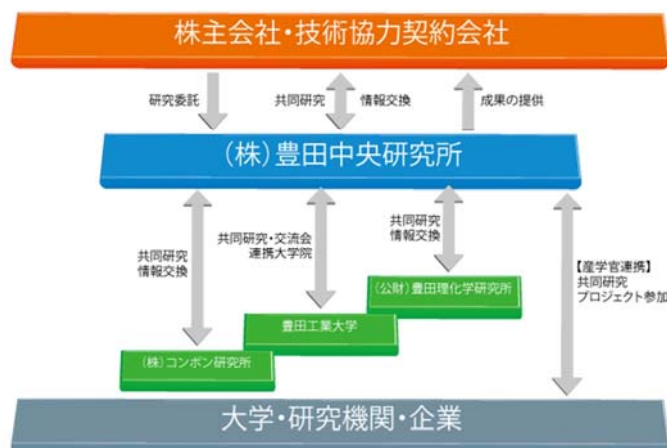 株主会社・技術協力契約会社
研究委託
共同研究
情報交換
成果の提供
(株)豊田中央研究所
共同研究
情報交換
共同研究・交流会
連携大学院
共同研究
情報交換
【産学官連携】
共同研究
プロジェクト参加
(公財)豊田理化学研究所
豊田工業大学
(株)コンポン研究所
大学・研究機関・企業